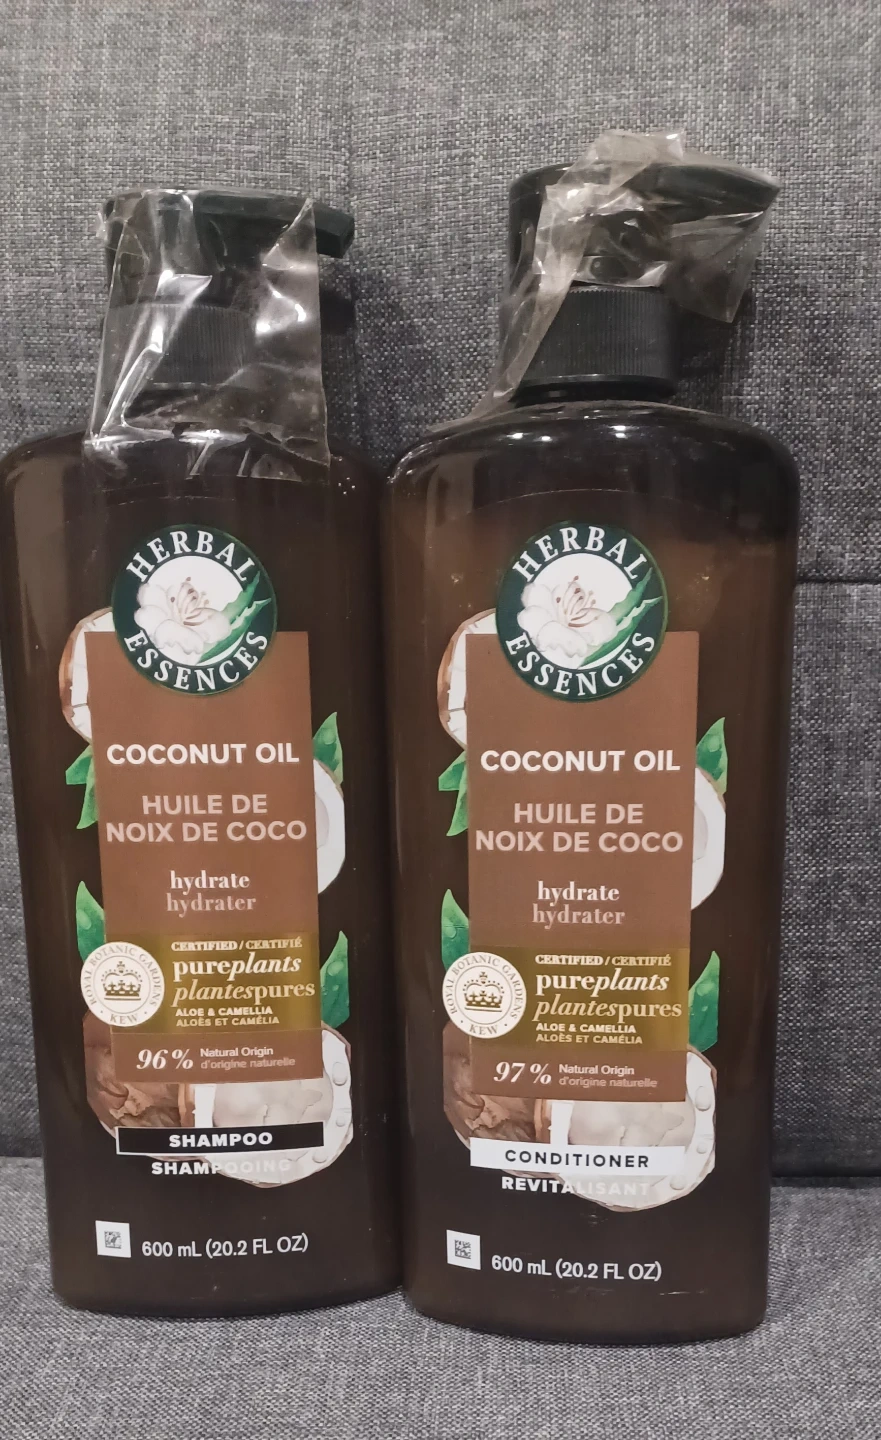 HERBAL
ESSENCES
COCONUT OIL
HUILE DE
NOIX DE COCO
hydrate
hydrater
ROYAL BOTANIC GARDENS
KEW
CERTIFIED / CERTIFIÉ
pureplants
plantespures
ALOE & CAMELLIA
ALOÈS ET CAMÉLIA
96% Natural Origin
d'origine naturelle
SHAMPOO
SHAMPOOING
600 mL (20.2 FL OZ)
HERBAL
ESSENCES
COCONUT OIL
HUILE DE
NOIX DE COCO
hydrate
hydrater
ROYAL BOTANIC GARDENS
KEW
CERTIFIED / CERTIFIÉ
pureplants
plantespures
ALOE & CAMELLIA
ALOÈS ET CAMÉLIA
97% Natural Origin
d'origine naturelle
CONDITIONER
REVITALISANT
600 mL (20.2 FL OZ)